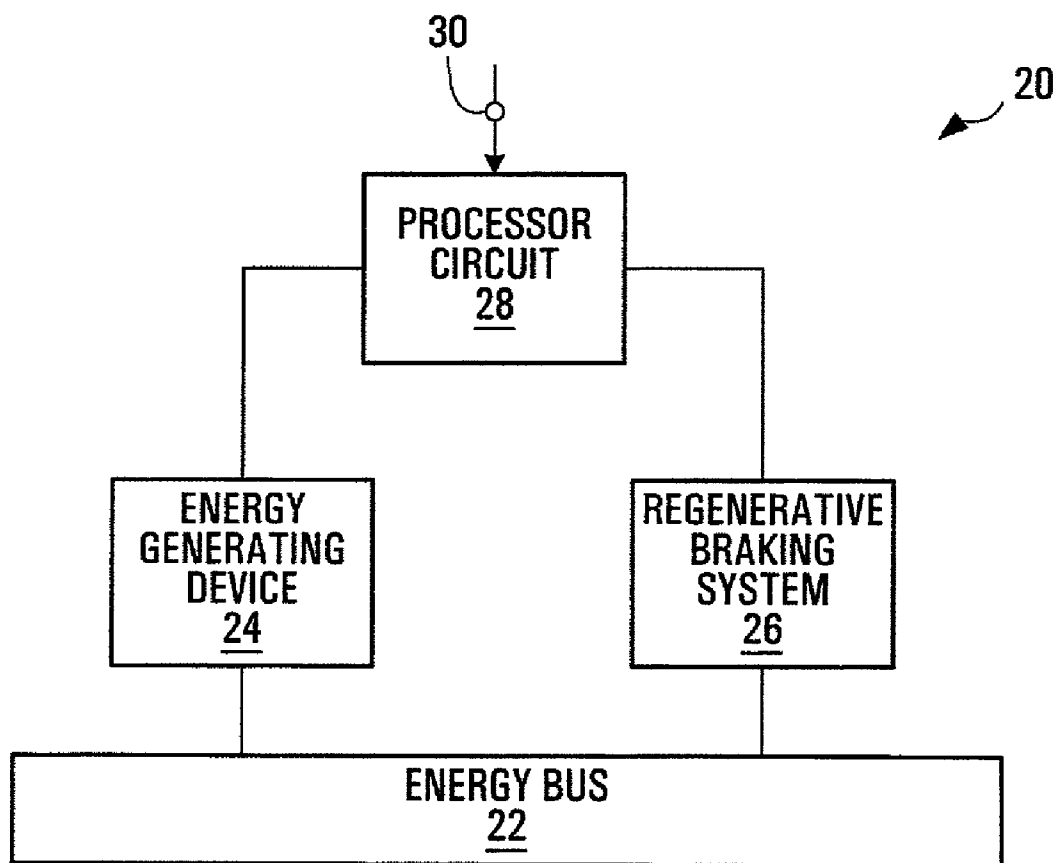 30
20
PROCESSOR
CIRCUIT
28
ENERGY
GENERATING
DEVICE
24
REGENERATIVE
BRAKING
SYSTEM
26
ENERGY BUS
22